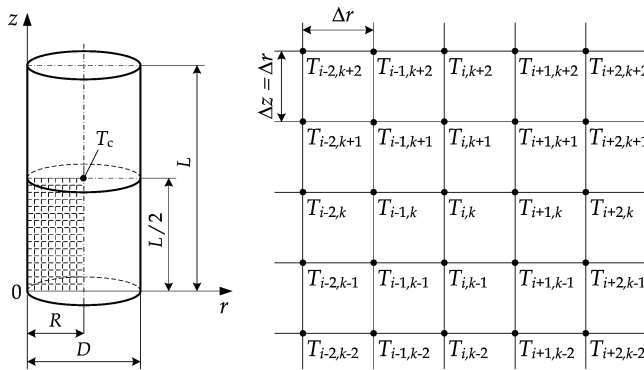 z
T_c
L
L/2
0
r
R
D
Δr
Δz = Δr
T_{i-2,k+2} T_{i-1,k+2} T_{i,k+2} T_{i+1,k+2} T_{i+2,k+2}
T_{i-2,k+1} T_{i-1,k+1} T_{i,k+1} T_{i+1,k+1} T_{i+2,k+1}
T_{i-2,k} T_{i-1,k} T_{i,k} T_{i+1,k} T_{i+2,k}
T_{i-2,k-1} T_{i-1,k-1} T_{i,k-1} T_{i+1,k-1} T_{i+2,k-1}
T_{i-2,k-2} T_{i-1,k-2} T_{i,k-2} T_{i+1,k-2} T_{i+2,k-2}